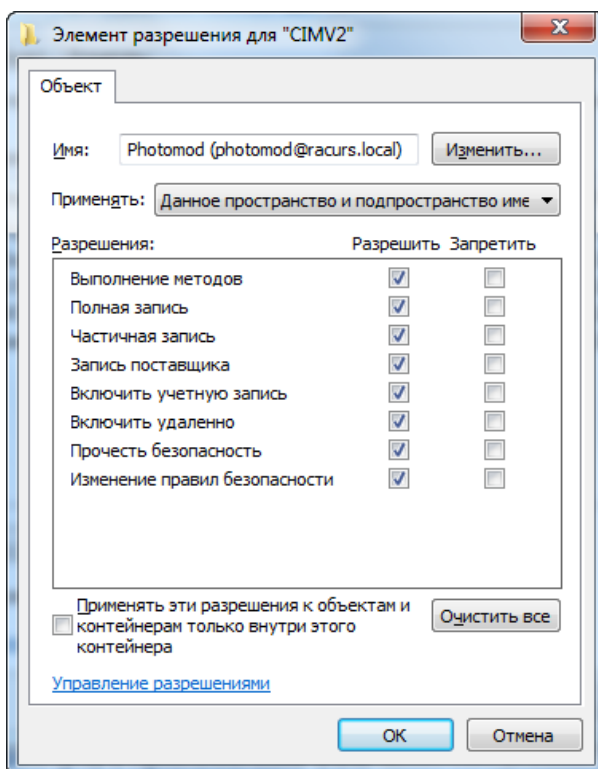 Элемент разрешения для "CIMV2"
Объект
Имя: Photomod (photomod@racurs.local) Изменить...
Применять: Данное пространство и подпространство име
Разрешения: Разрешить Запретить
Выполнение методов
Полная запись
Частичная запись
Запись поставщика
Включить учетную запись
Включить удаленно
Прочесть безопасность
Изменение правил безопасности
Применять эти разрешения к объектам и
контейнерам только внутри этого
контейнера
Очистить все
Управление разрешениями
ОК Отмена